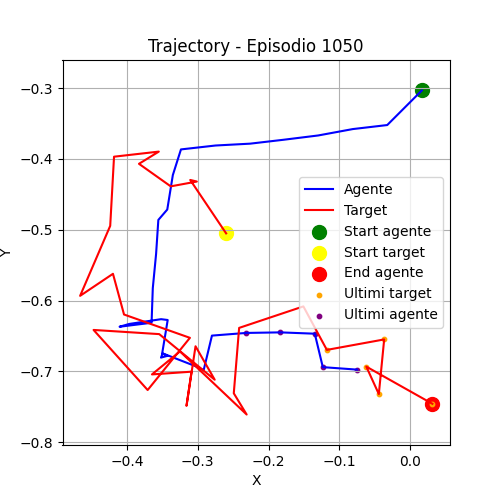 Trajectory - Episodio 1050
−0.3
−0.4
−0.5
−0.6
−0.7
−0.8
Y
Agente
Target
Start agente
Start target
End agente
Ultimi target
Ultimi agente
−0.4 −0.3 −0.2 −0.1 0.0
X